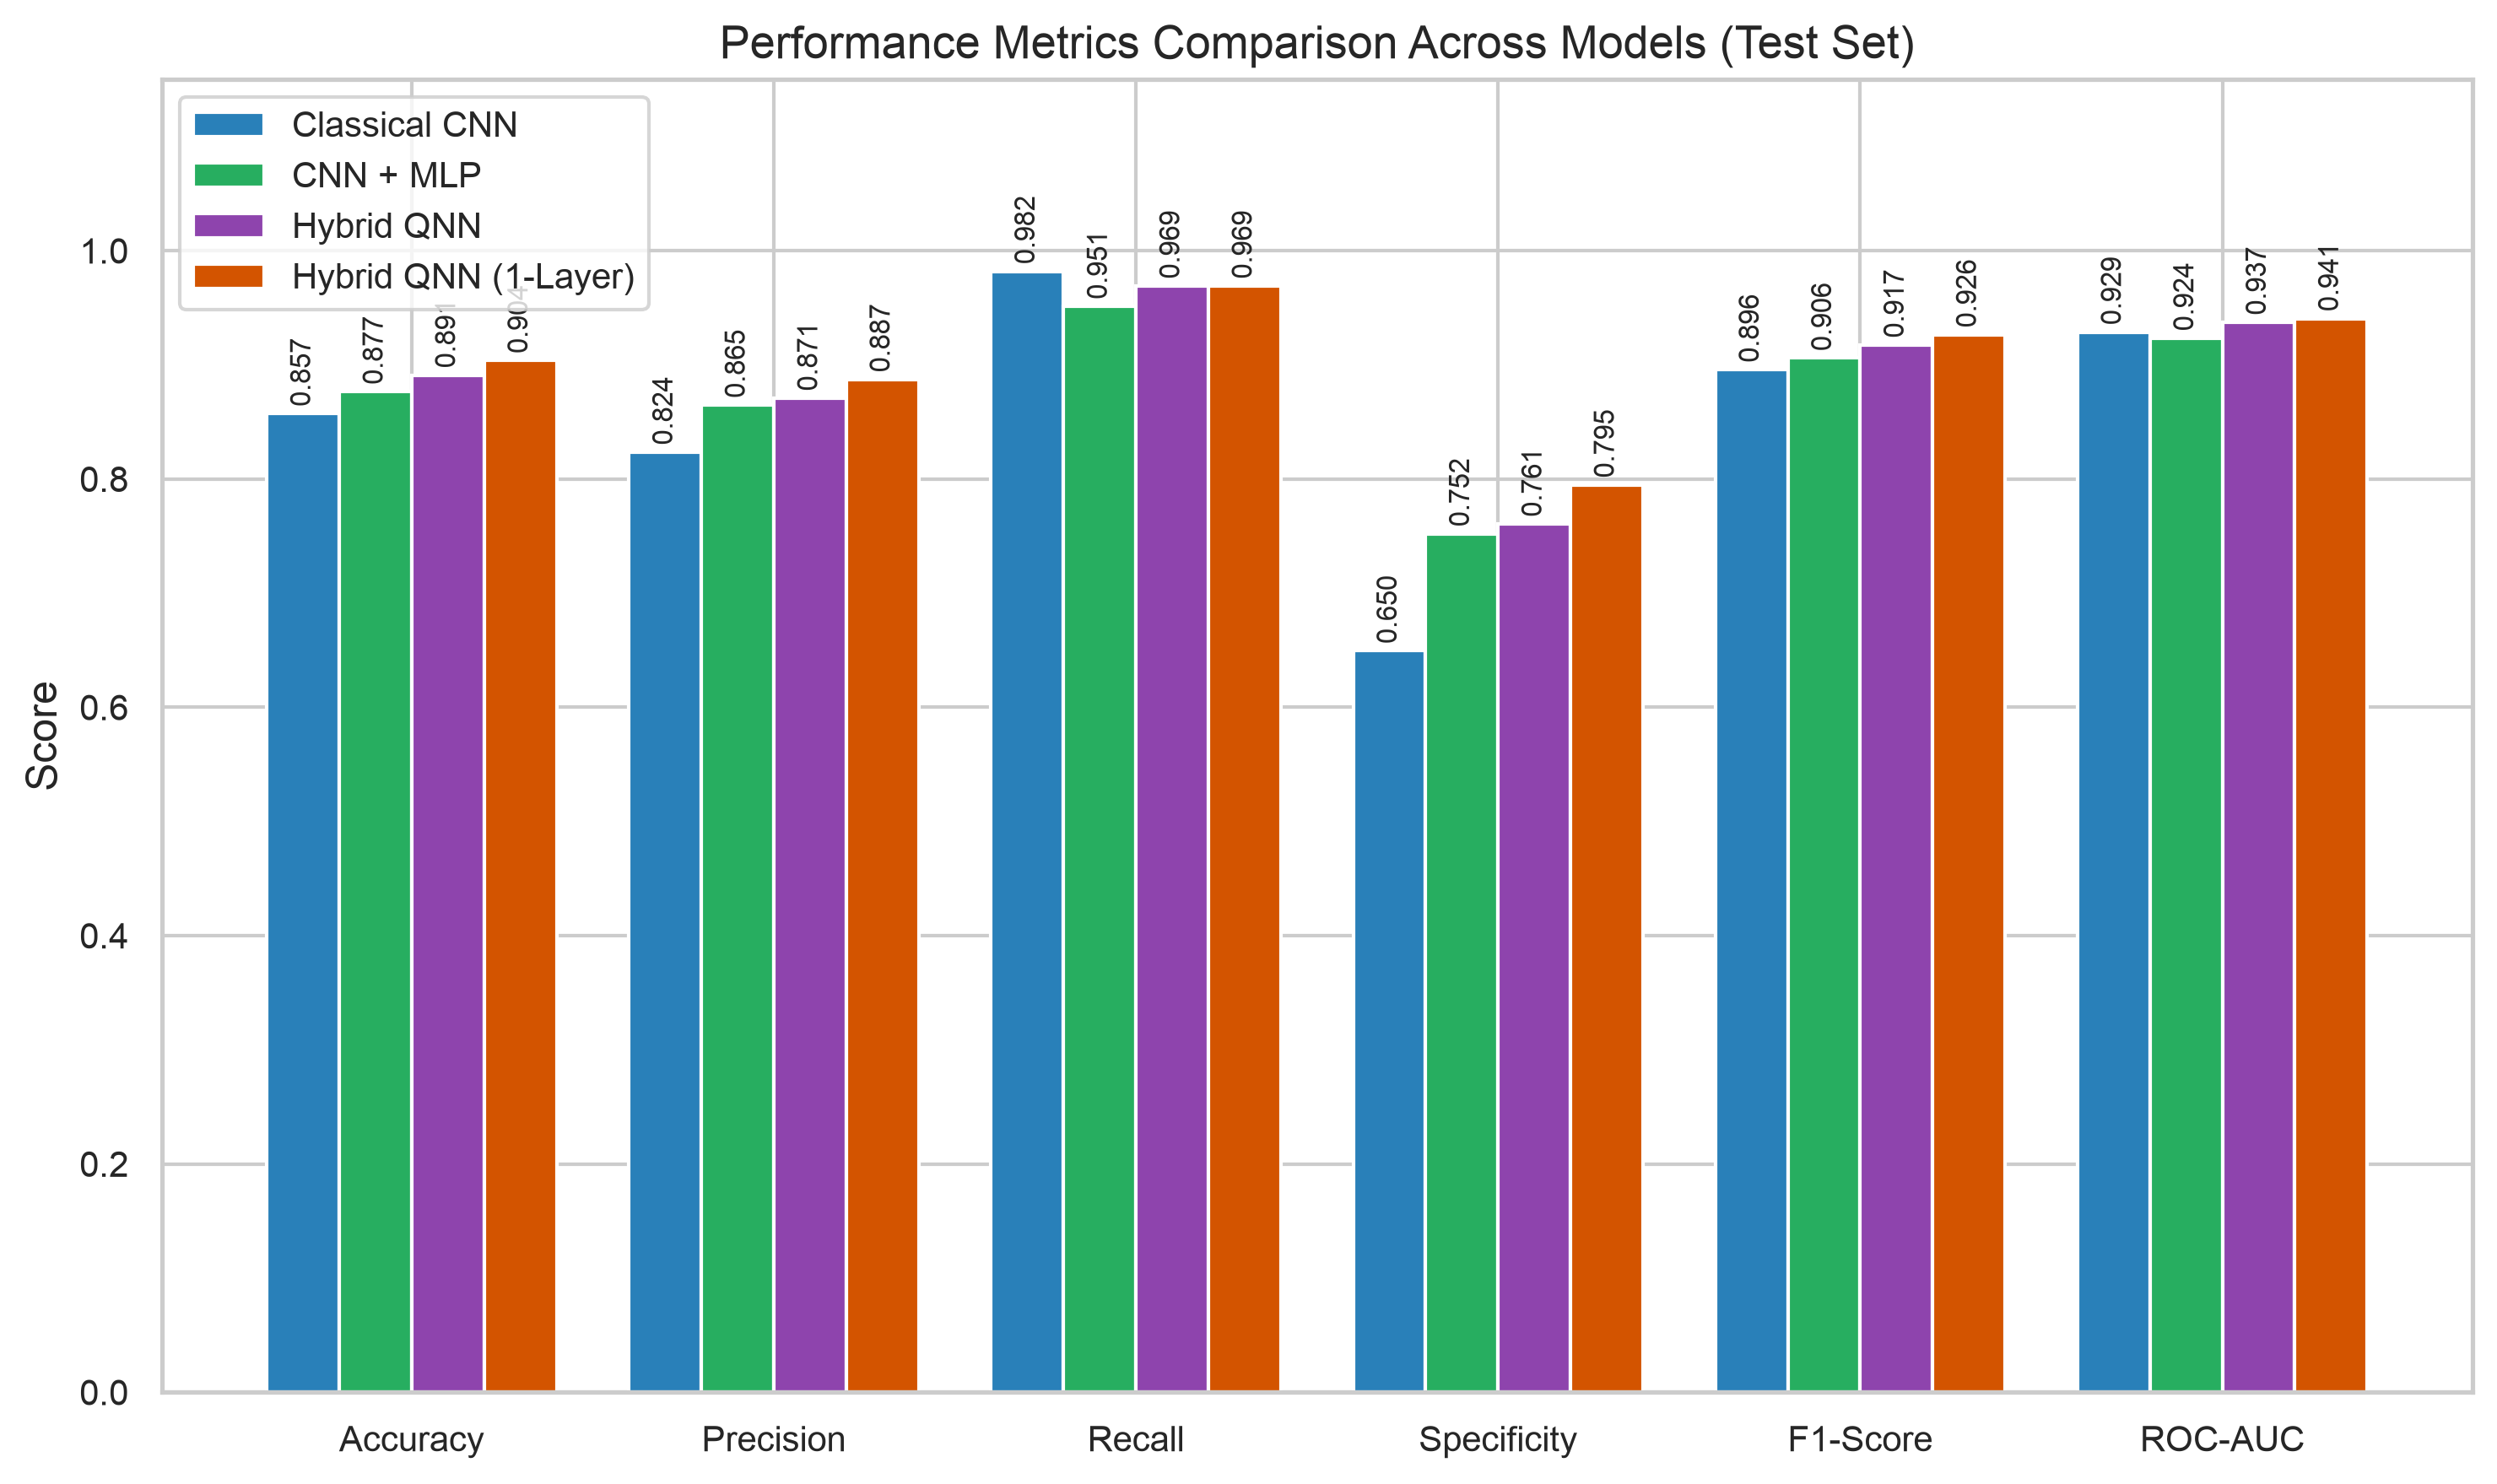 Performance Metrics Comparison Across Models (Test Set)
Classical CNN
CNN + MLP
Hybrid QNN
Hybrid QNN (1-Layer)
Score
1.0
0.8
0.6
0.4
0.2
0.0
0.857
0.877
0.891
0.904
0.824
0.865
0.871
0.887
0.982
0.951
0.969
0.969
0.650
0.752
0.761
0.795
0.896
0.906
0.917
0.926
0.929
0.924
0.937
0.941
Accuracy
Precision
Recall
Specificity
F1-Score
ROC-AUC